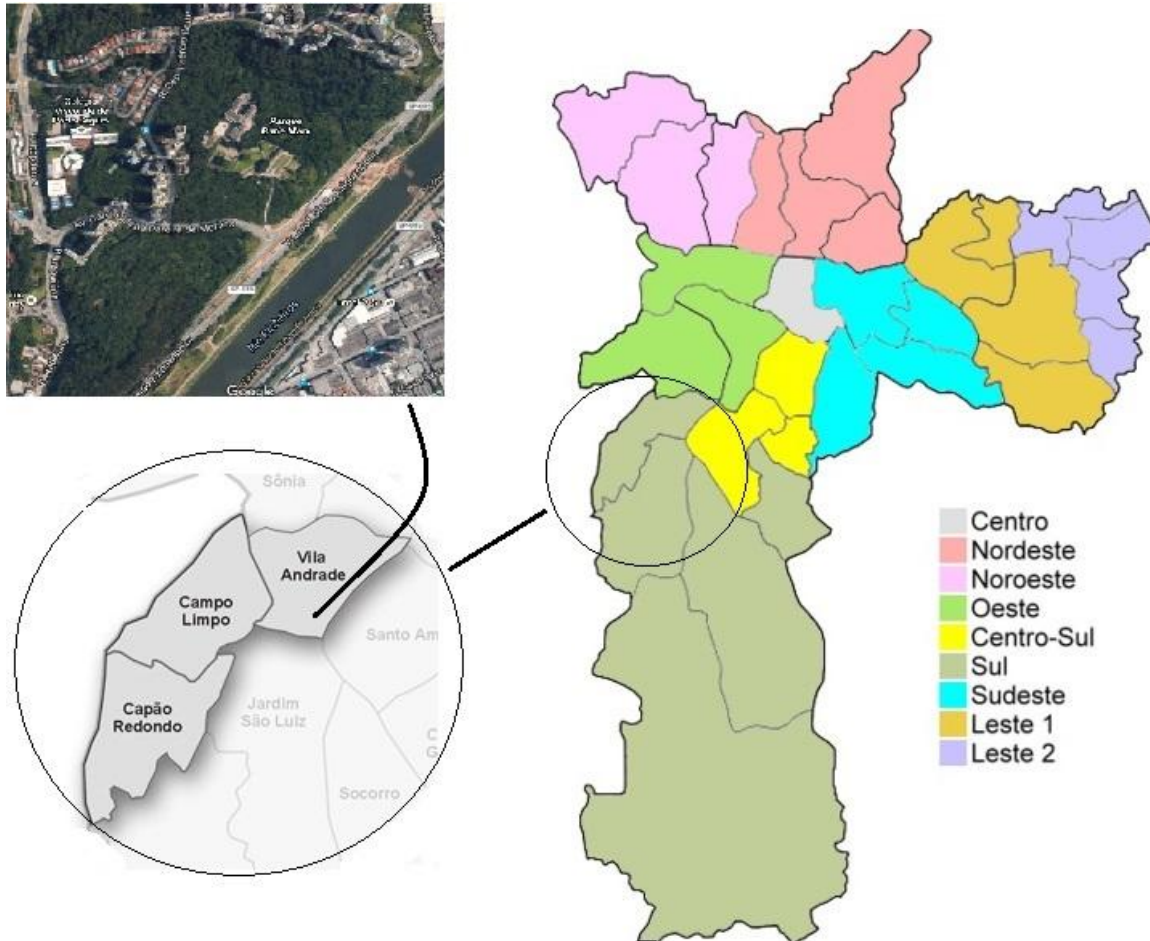 Google
Sônia
Vila
Andrade
Campo
Limpo
Santo Am
Capão
Redondo
Jardim
São Luiz
C
G
Socorro
Centro
Nordeste
Noroeste
Oeste
Centro-Sul
Sul
Sudeste
Leste 1
Leste 2